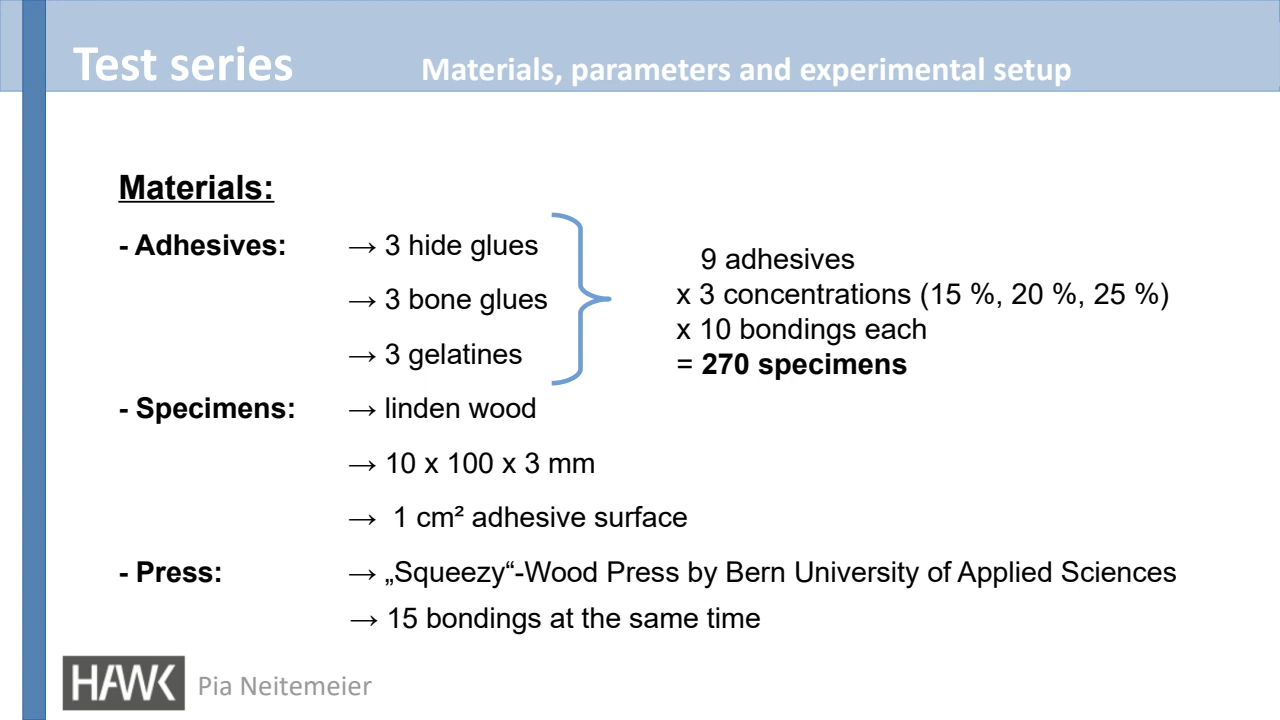 Test series
Materials, parameters and experimental setup
Materials:
- Adhesives: → 3 hide glues
→ 3 bone glues
→ 3 gelatines
9 adhesives
x 3 concentrations (15 %, 20 %, 25 %)
x 10 bondings each
= 270 specimens
- Specimens: → linden wood
→ 10 x 100 x 3 mm
→ 1 cm² adhesive surface
- Press: → „Squeezy“-Wood Press by Bern University of Applied Sciences
→ 15 bondings at the same time
HAWK
Pia Neitemeier